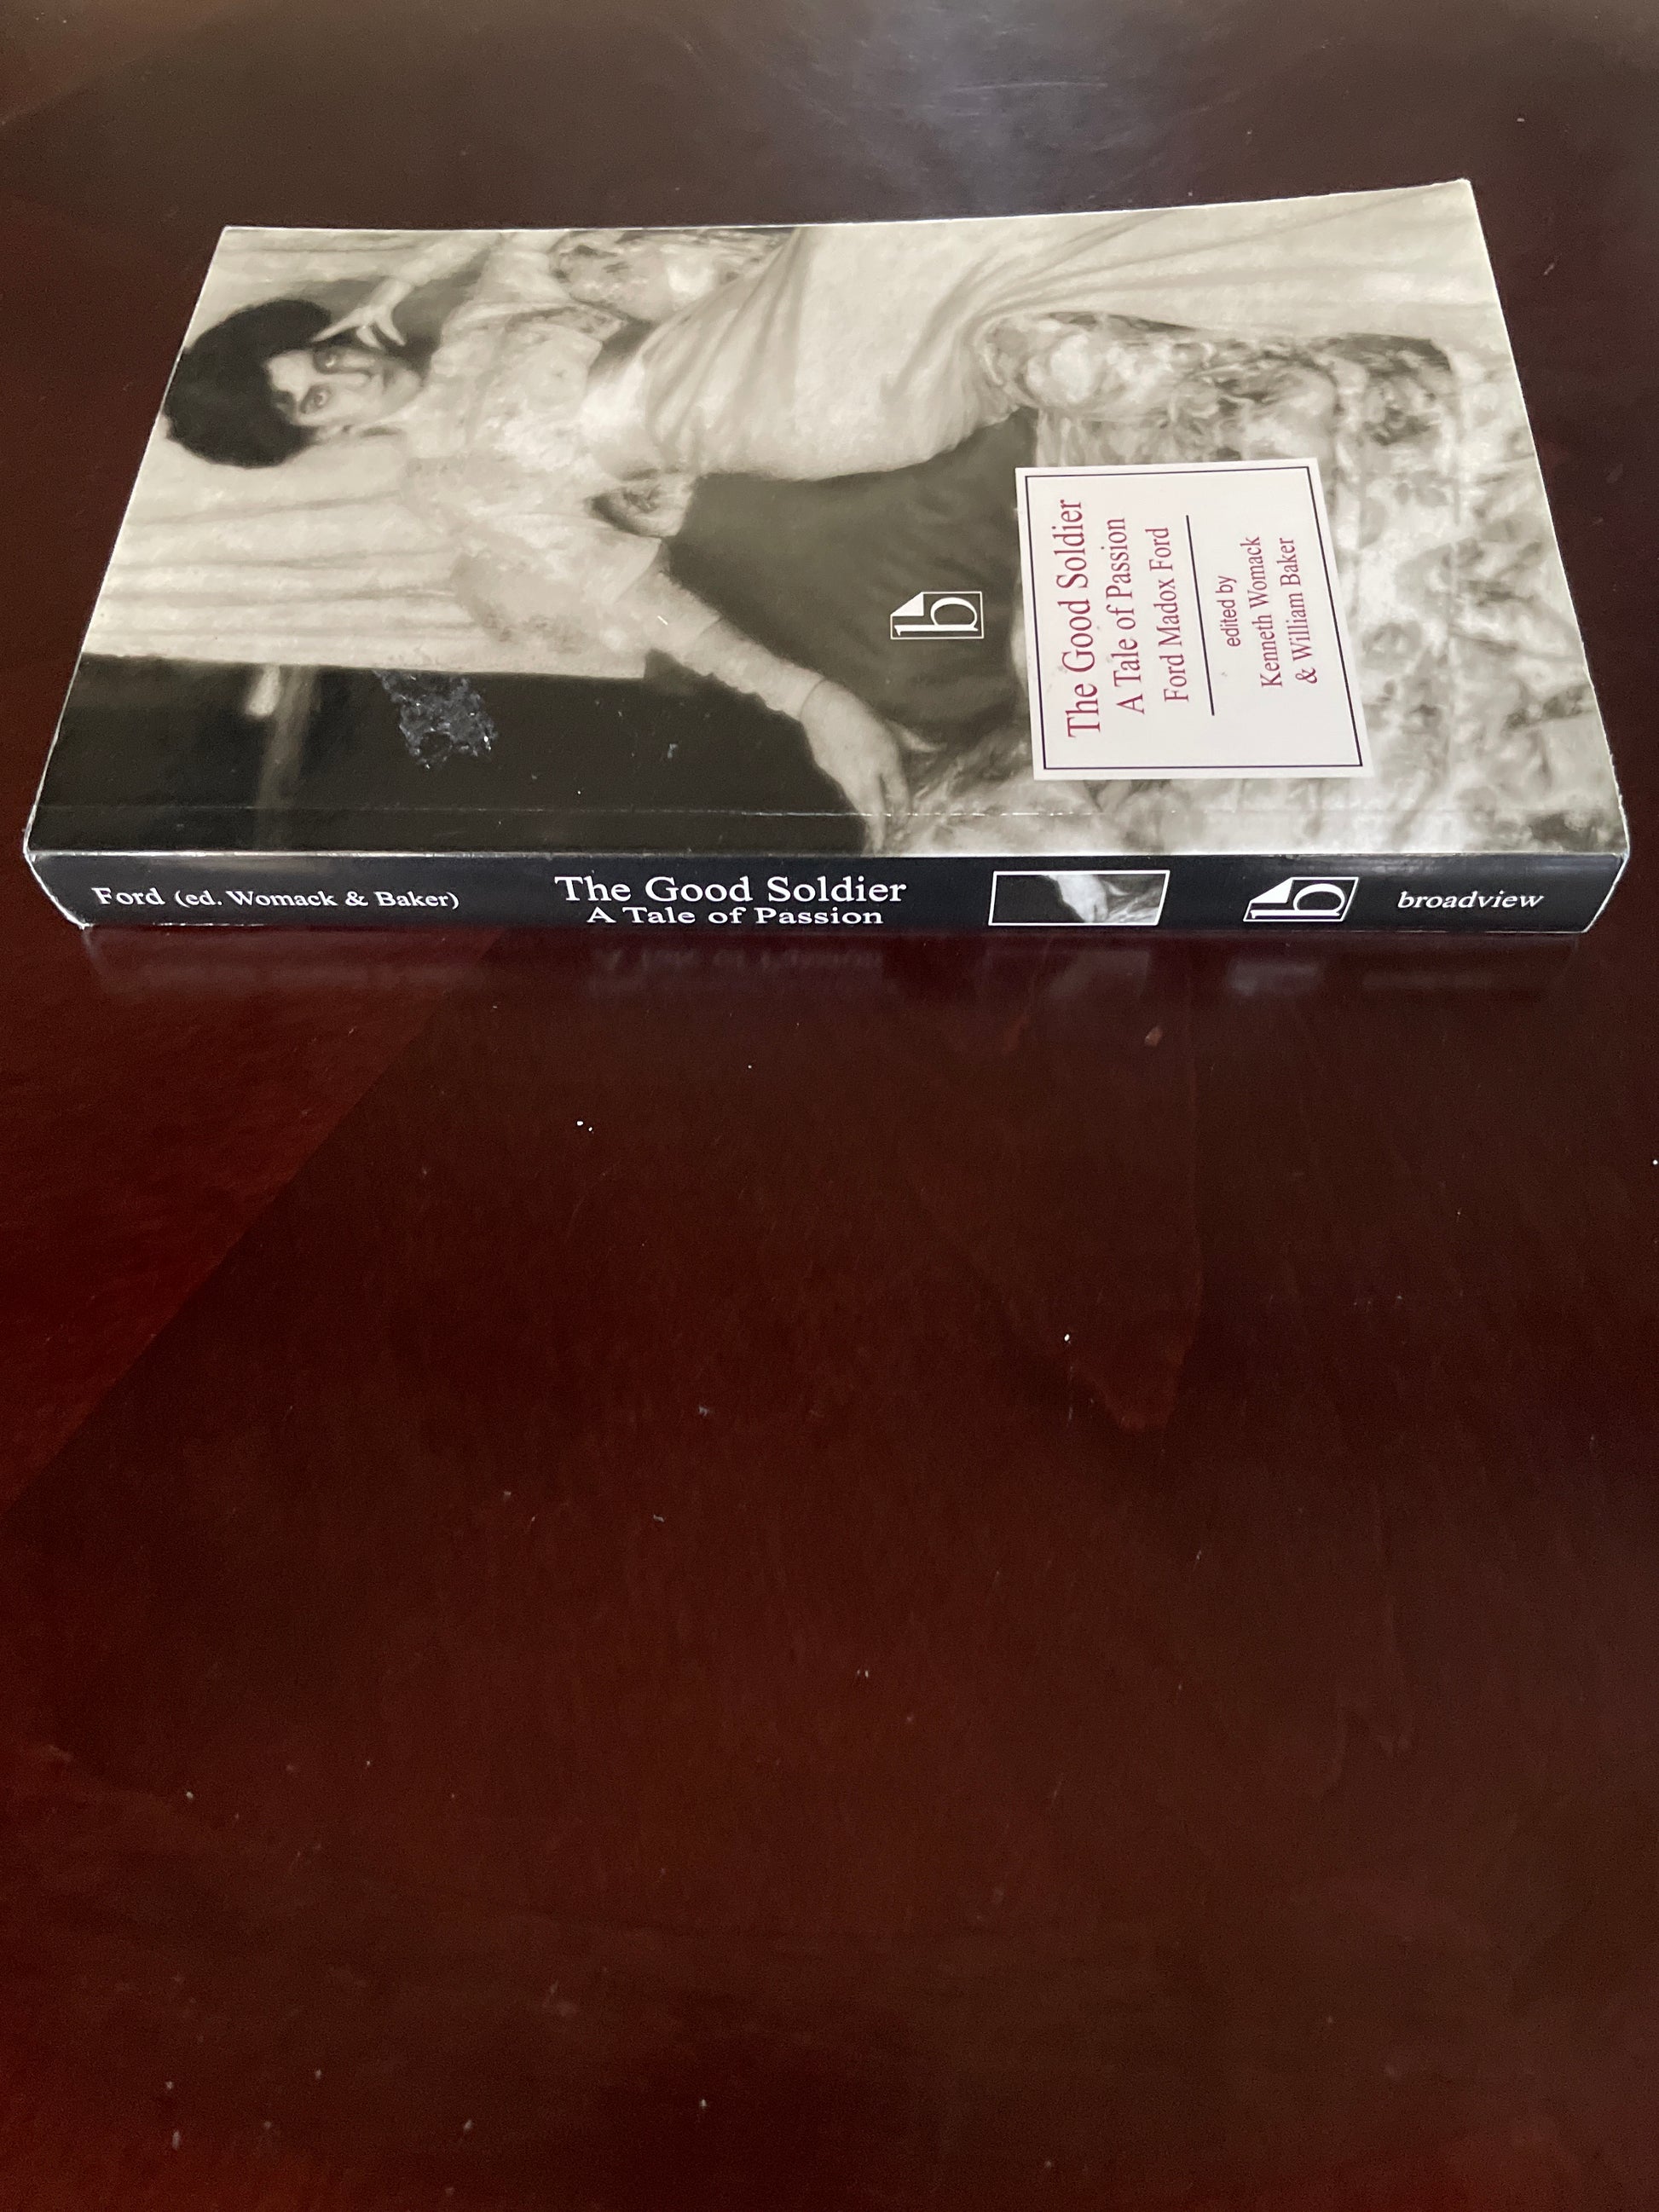 The Good Soldier
A Tale of Passion
Ford Madox Ford
edited by
Kenneth Womack
& William Baker
b
Ford (ed. Womack & Baker)
The Good Soldier
A Tale of Passion
b
broadview